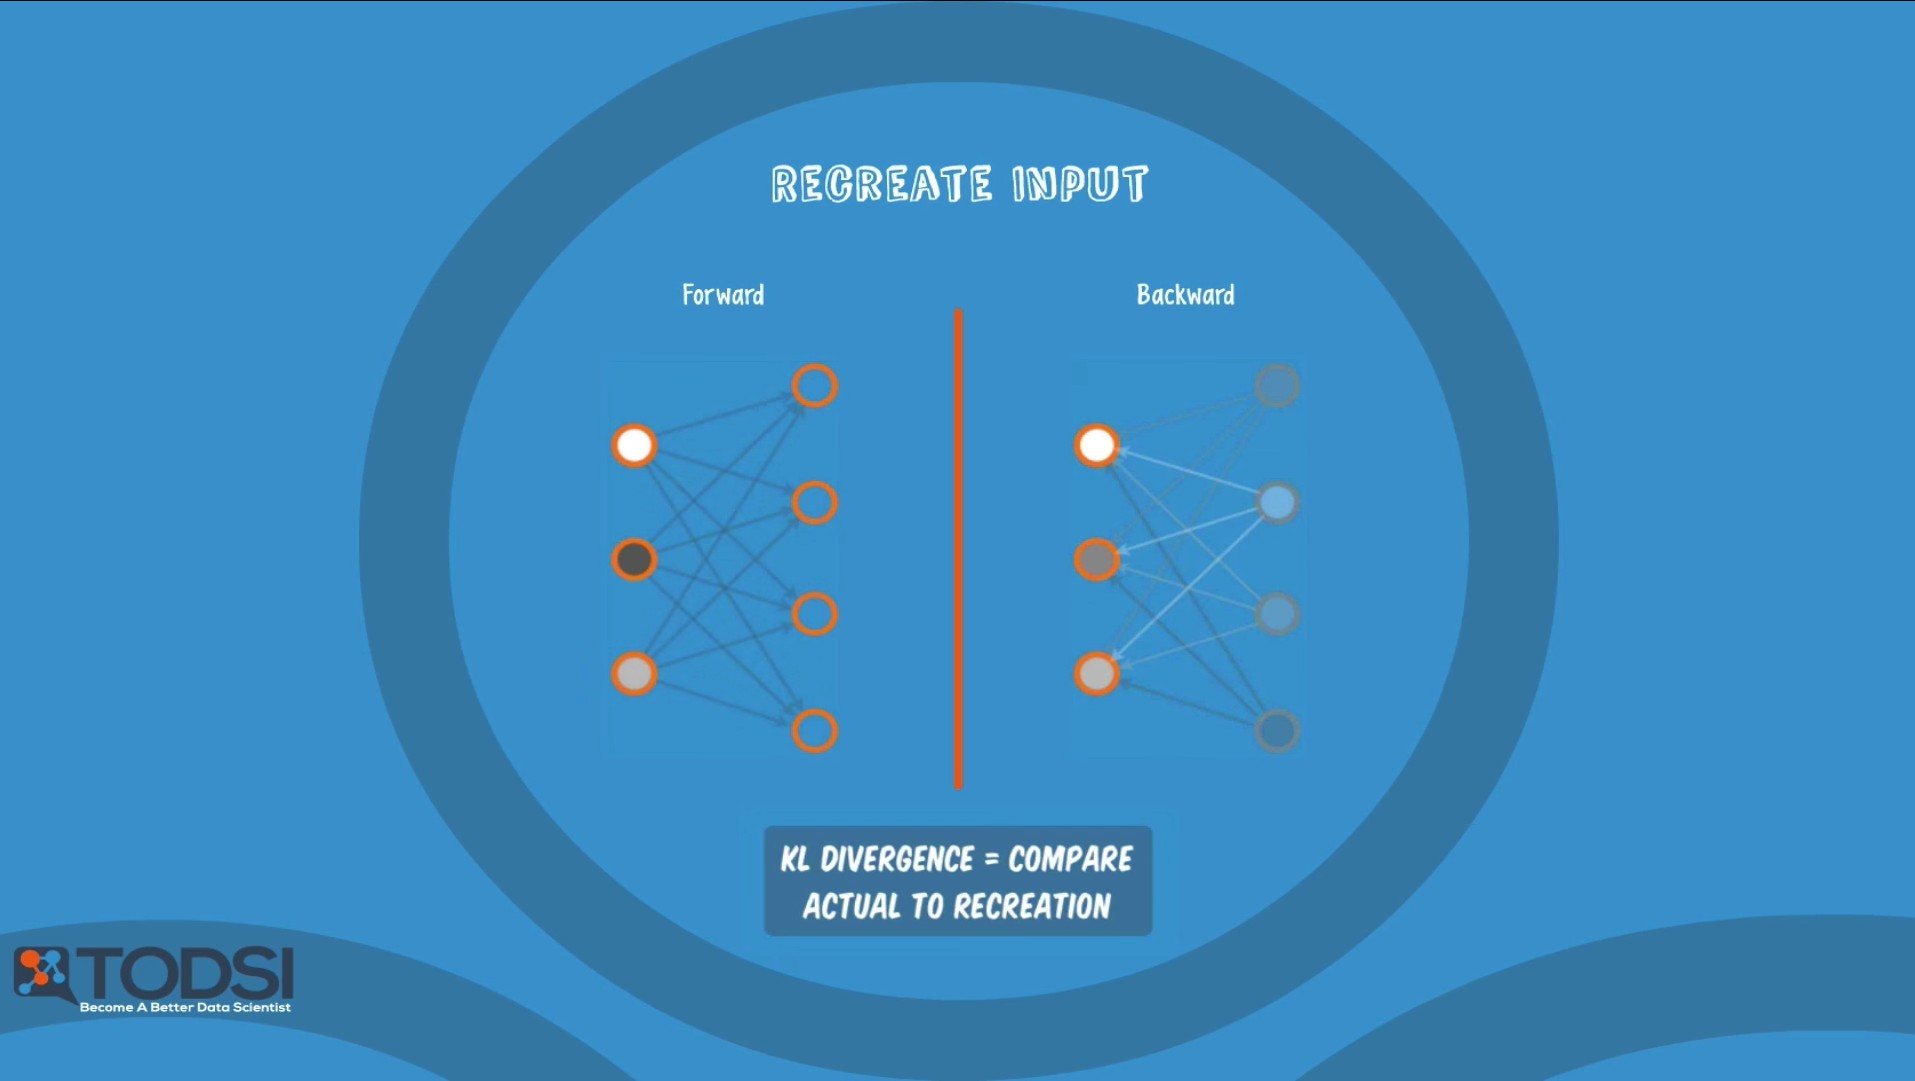 RECREATE INPUT
Forward
Backward
KL DIVERGENCE = COMPARE
ACTUAL TO RECREATION
TODSI
Become A Better Data Scientist